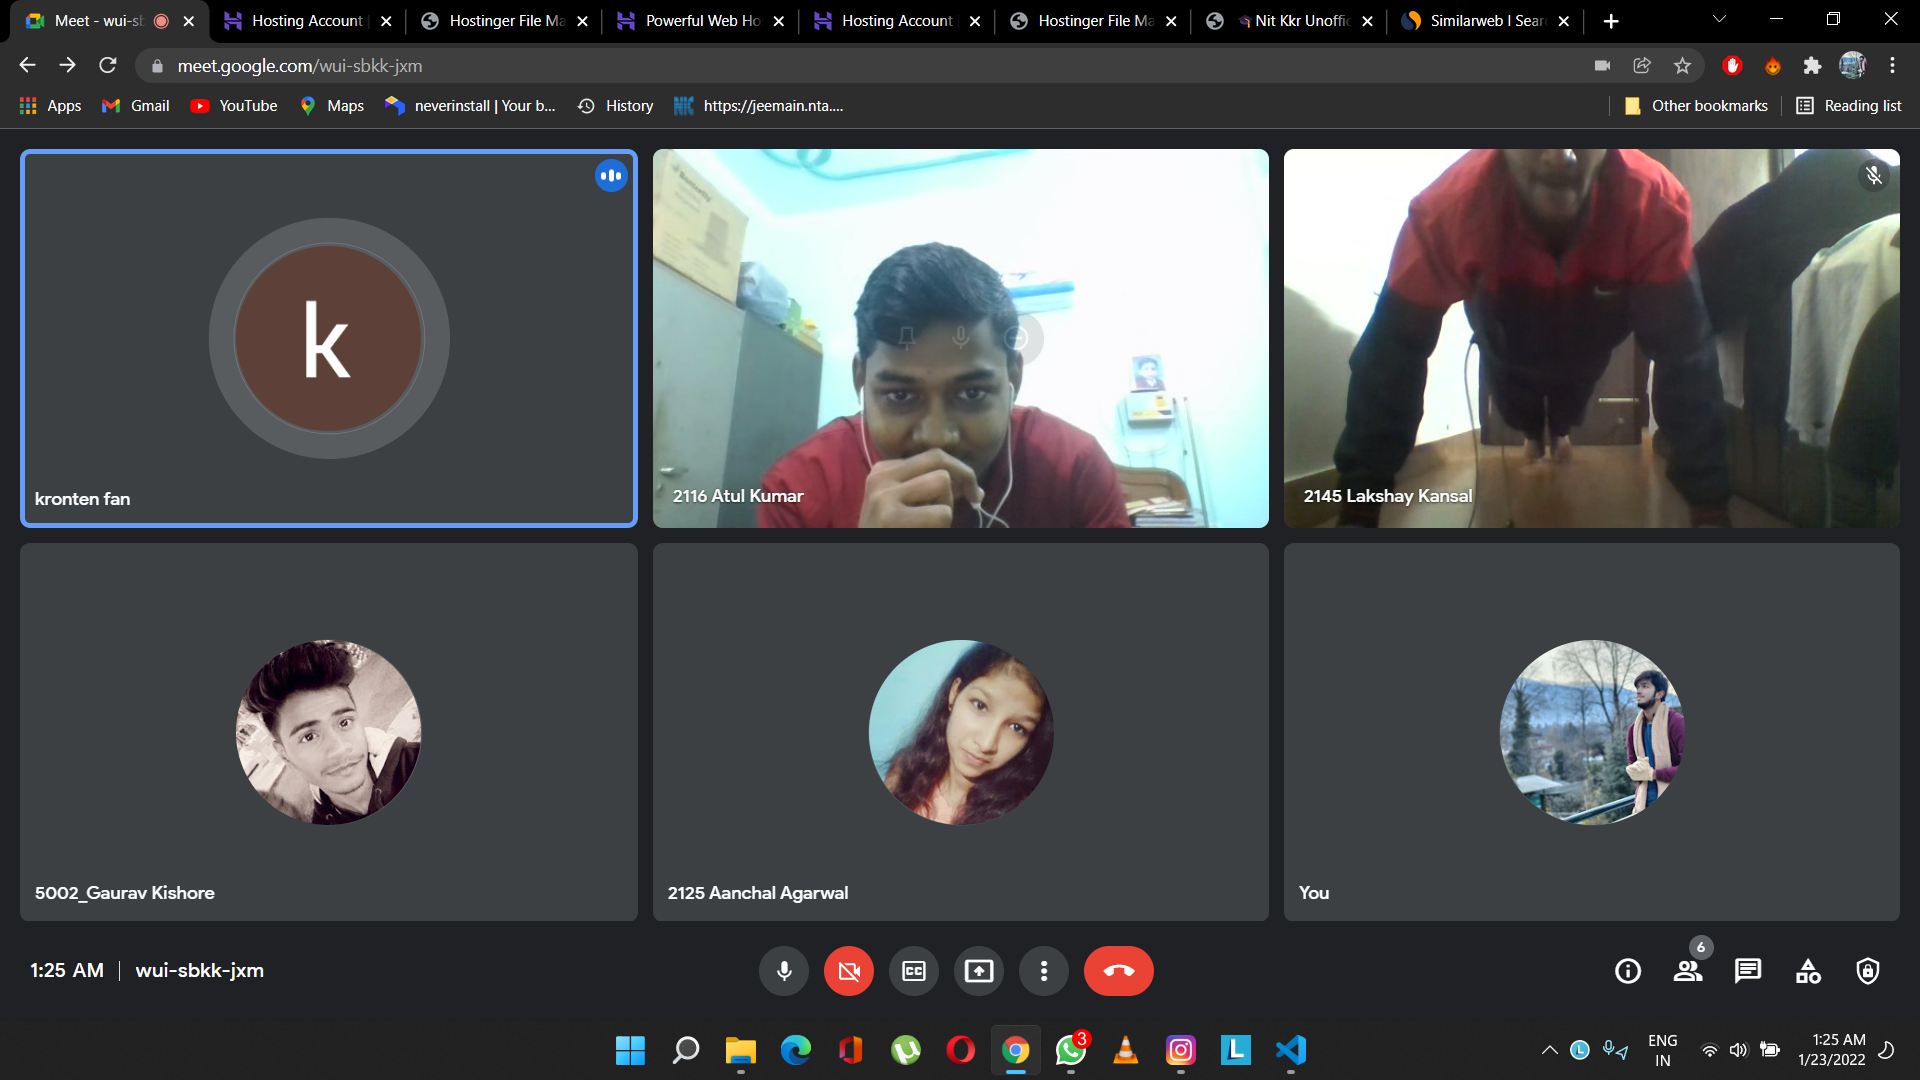 Meet - wui-sb
Hosting Account
Hostinger File Ma
Powerful Web Ho
Hosting Account
Hostinger File Ma
Nit Kkr Unoffic
Similarweb I Sear
meet.google.com/wui-sbkk-jxm
Apps
Gmail
YouTube
Maps
neverinstall | Your b...
History
https://jeemain.nta....
Other bookmarks
Reading list
k
kronten fan
2116 Atul Kumar
2145 Lakshay Kansal
5002_Gaurav Kishore
2125 Aanchal Agarwal
You
1:25 AM | wui-sbkk-jxm
CC
6
3
L
L
ENG
IN
1:25 AM
1/23/2022